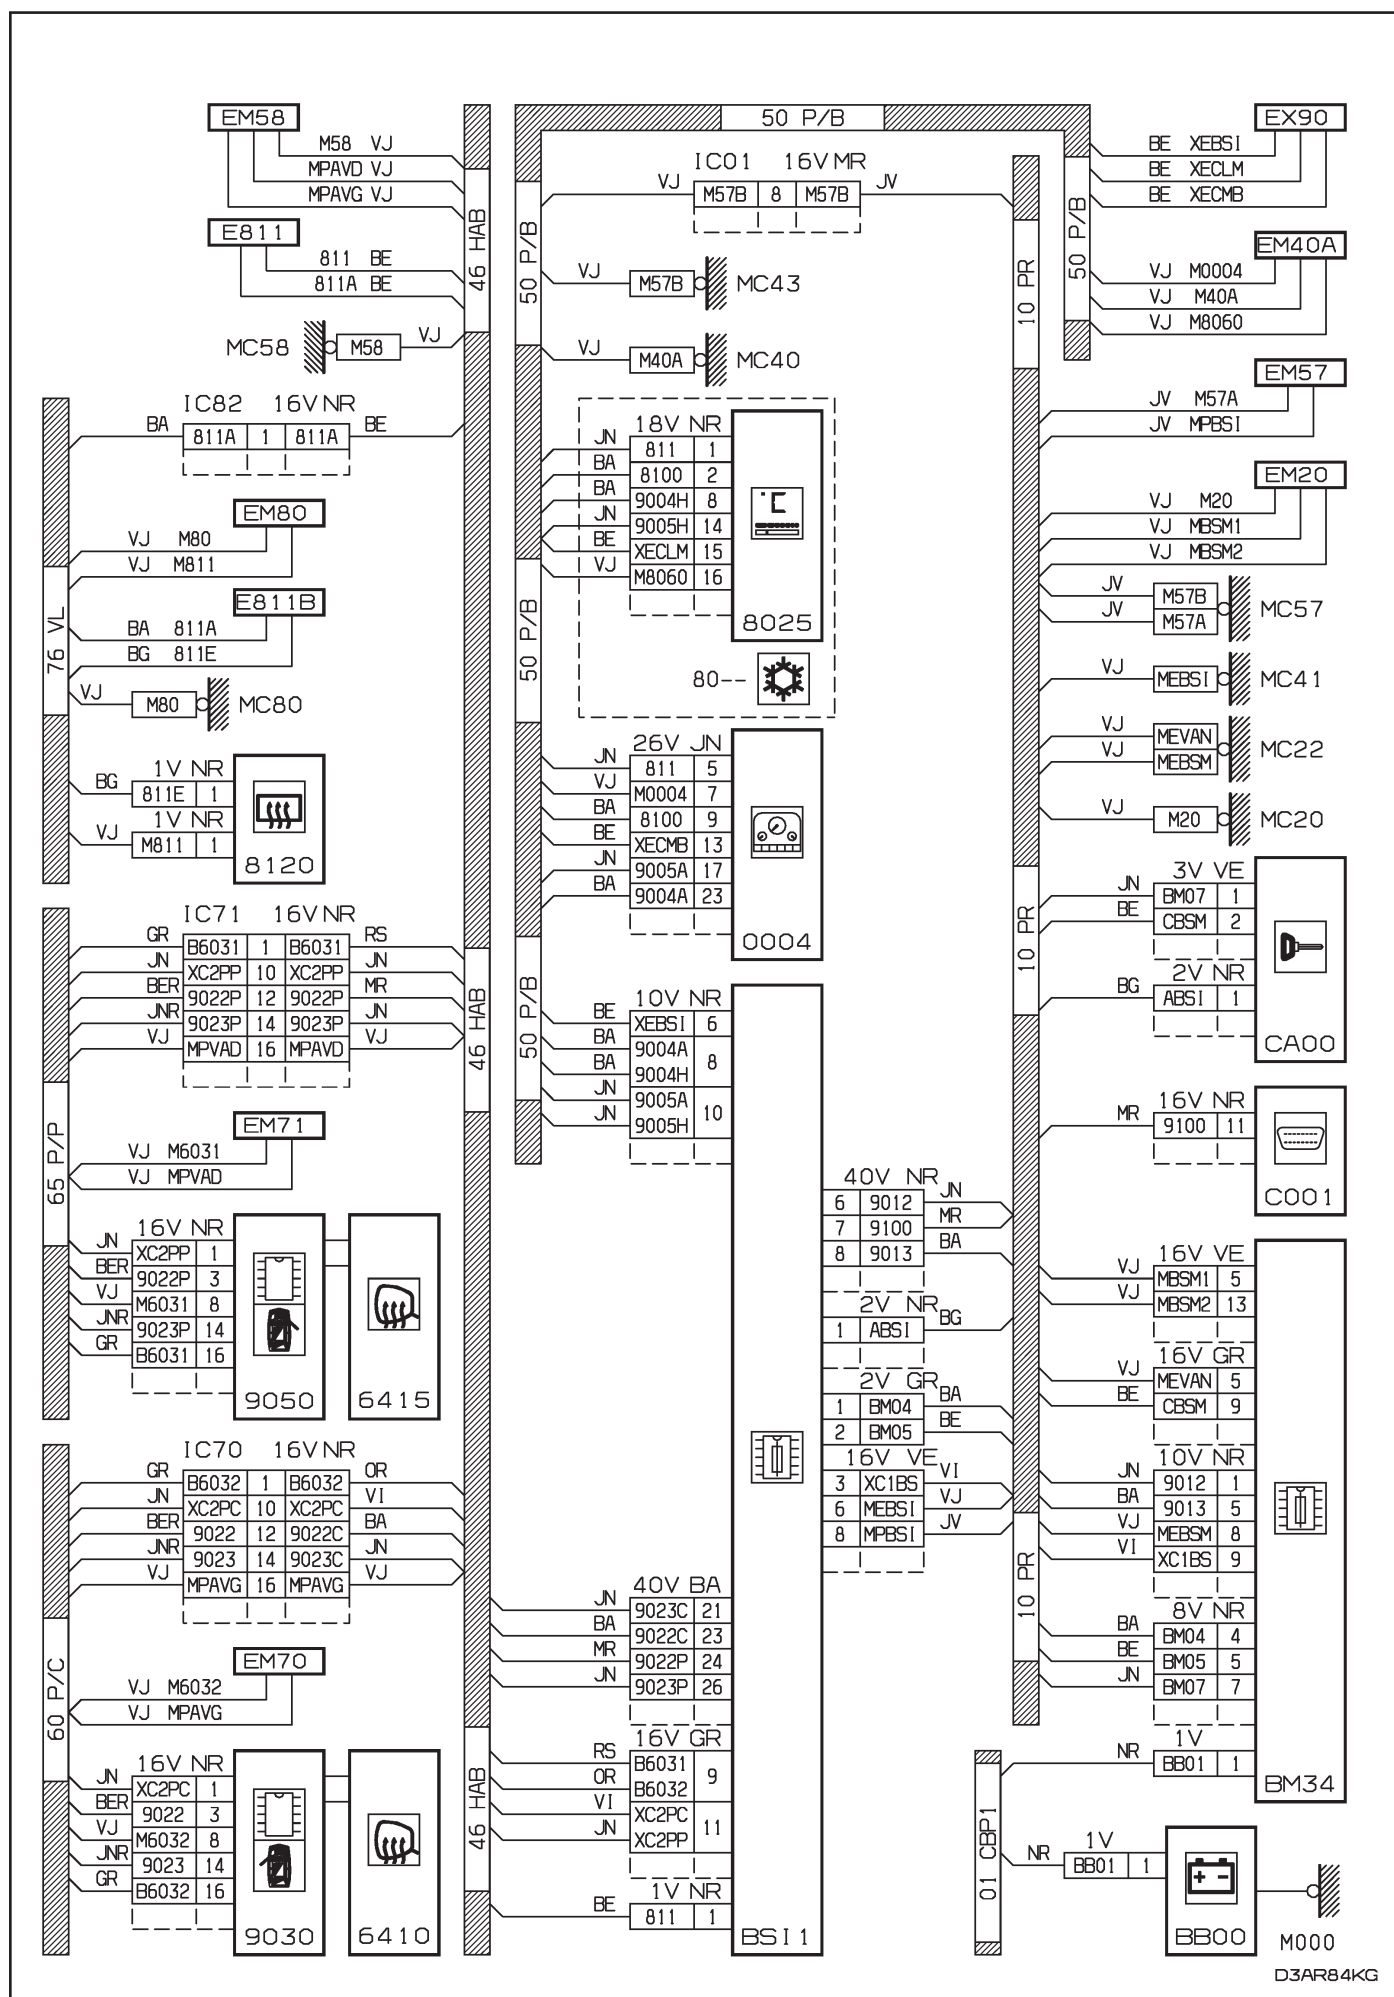 50 P/B
EM58
M58 VJ
MPAVD VJ
MPAVG VJ
E811
811 BE
811A BE
46 HAB
MC58
M58
VJ
IC82 16V NR
BA 811A 1 811A BE
EM80
VJ M80
VJ M811
E811B
BA 811A
BG 811E
76 VL
VJ M80 MC80
1V NR
BG 811E 1
1V NR
VJ M811 1
8120
IC71 16V NR
GR B6031 1 B6031 RS
JN XC2PP 10 XC2PP JN
BER 9022P 12 9022P MR
JNR 9023P 14 9023P JN
VJ MPVAD 16 MPAVD VJ
46 HAB
EM71
VJ M6031
VJ MPVAD
65 P/P
16V NR
JN XC2PP 1
BER 9022P 3
VJ M6031 8
JNR 9023P 14
GR B6031 16
9050
6415
IC70 16V NR
GR B6032 1 B6032 OR
JN XC2PC 10 XC2PC VI
BER 9022 12 9022C BA
JNR 9023 14 9023C JN
VJ MPAVG 16 MPAVG VJ
EM70
VJ M6032
VJ MPAVG
60 P/C
16V NR
JN XC2PC 1
BER 9022 3
VJ M6032 8
JNR 9023 14
GR B6032 16
9030
6410
46 HAB
50 P/B
IC01 16V MR
VJ M57B 8 M57B JV
VJ M57B MC43
VJ M40A MC40
18V NR
JN 811 1
BA 8100 2
BA 9004H 8
JN 9005H 14
BE XECLM 15
VJ M8060 16
°C
8025
80--
50 P/B
26V JN
JN 811 5
VJ M0004 7
BA 8100 9
BE XECMB 13
JN 9005A 17
BA 9004A 23
0004
50 P/B
10V NR
BE XEBSI 6
BA 9004A
8
BA 9004H
JN 9005A
10
JN 9005H
40V NR
6 9012 JN
7 9100 MR
8 9013 BA
2V NR
1 ABSI BG
2V GR
1 BM04 BA
2 BM05 BE
16V VE
3 XC1BS VI
6 MEBSI VJ
8 MPBSI JV
40V BA
JN 9023C 21
BA 9022C 23
MR 9022P 24
JN 9023P 26
16V GR
RS B6031
9
OR B6032
VI XC2PC
11
JN XC2PP
1V NR
BE 811 1
BSI1
10 PR
50 P/B
EX90
BE XEBSI
BE XECLM
BE XECMB
EM40A
VJ M0004
VJ M40A
VJ M8060
EM57
JV M57A
JV MPBSI
EM20
VJ M20
VJ MBSM1
VJ MBSM2
JV M57B
JV M57A
MC57
VJ MEBSI MC41
VJ MEVAN
VJ MEBSM
MC22
VJ M20 MC20
10 PR
3V VE
JN BM07 1
BE CBSM 2
2V NR
BG ABSI 1
CA00
16V NR
MR 9100 11
C001
16V VE
VJ MBSM1 5
VJ MBSM2 13
16V GR
VJ MEVAN 5
BE CBSM 9
10V NR
JN 9012 1
BA 9013 5
VJ MEBSM 8
VI XC1BS 9
10 PR
8V NR
BA BM04 4
BE BM05 5
JN BM07 7
1V
NR BB01 1
BM34
01 CBP1
1V
NR BB01 1
+ -
BB00
M000
D3AR84KG